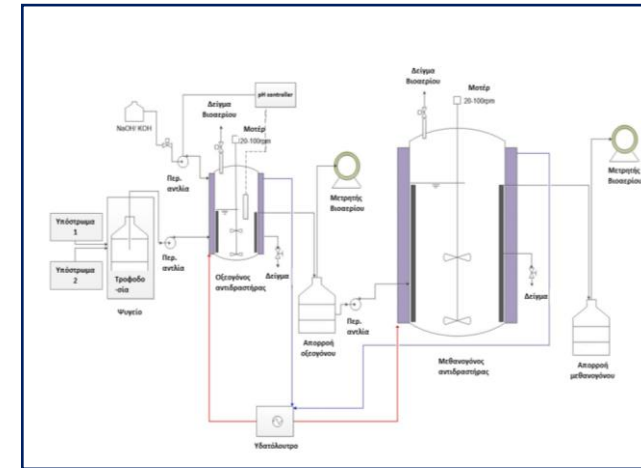 Δείγμα
Βιοαερίου
Μοτέρ
20-100rpm
pH controller
Δείγμα
Βιοαερίου
Μοτέρ
20-100rpm
NaOH/ KOH
Περ.
αντλία
Μετρητής
Βιοαερίου
Μετρητής
Βιοαερίου
Υπόστρωμα
1
Υπόστρωμα
2
Τροφοδο
-σία
Ψυγείο
Περ.
αντλία
Οξεογόνος
αντιδραστήρας
Δείγμα
Απορροή
οξεογόνου
Περ.
αντλία
Μεθανογόνος
αντιδραστήρας
Δείγμα
Απορροή
μεθανογόνου
Υδατόλουτρο